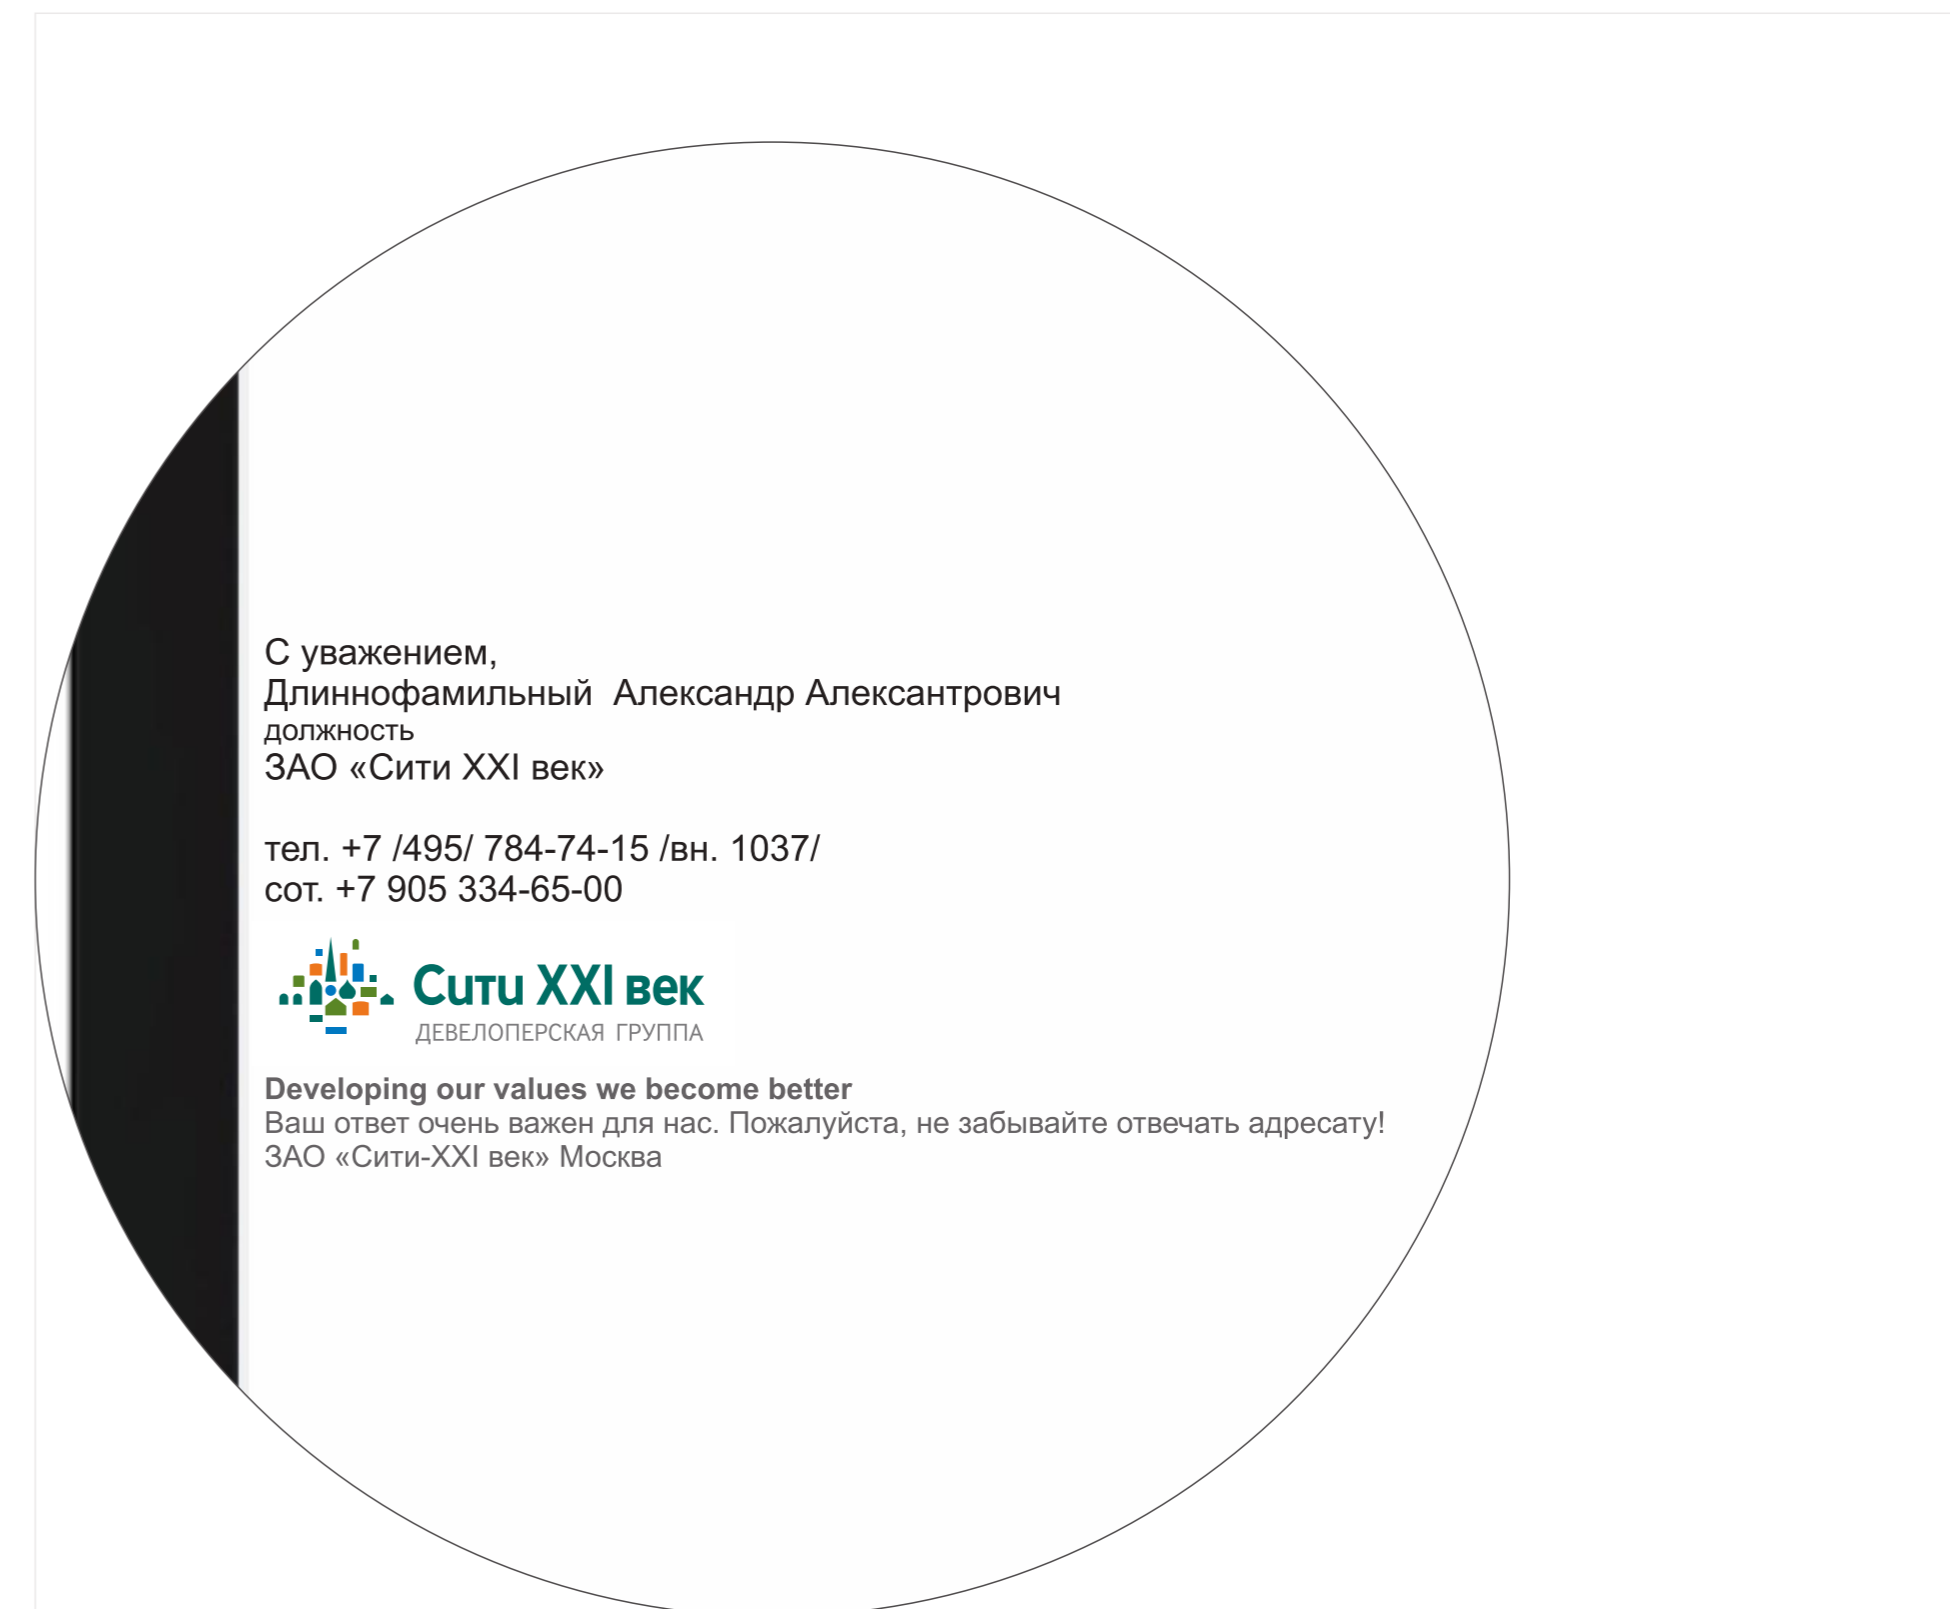 С уважением,
Длиннофамильный  Александр Алексантрович
должность
ЗАО «Сити XXI век»
тел. +7 /495/ 784-74-15 /вн. 1037/
сот. +7 905 334-65-00
Сити XXI век
ДЕВЕЛОПЕРСКАЯ ГРУППА
Developing our values we become better
Ваш ответ очень важен для нас. Пожалуйста, не забывайте отвечать адресату!
ЗАО «Сити-XXI век» Москва